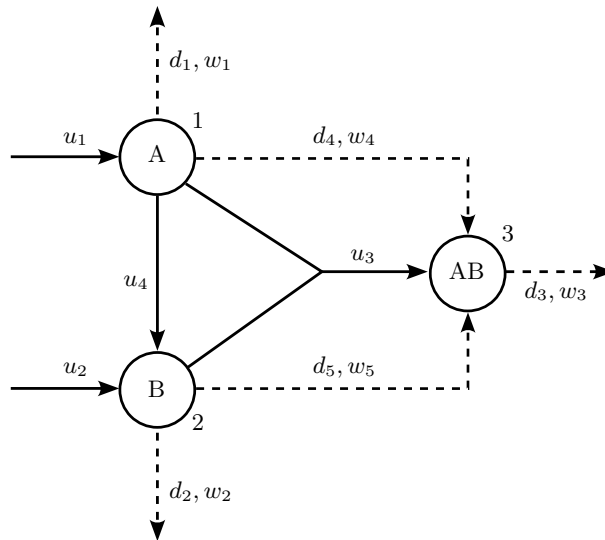 d₁, w₁
1
u₁
A
d₄, w₄
3
u₃
u₄
AB
d₃, w₃
u₂
B
d₅, w₅
2
d₂, w₂